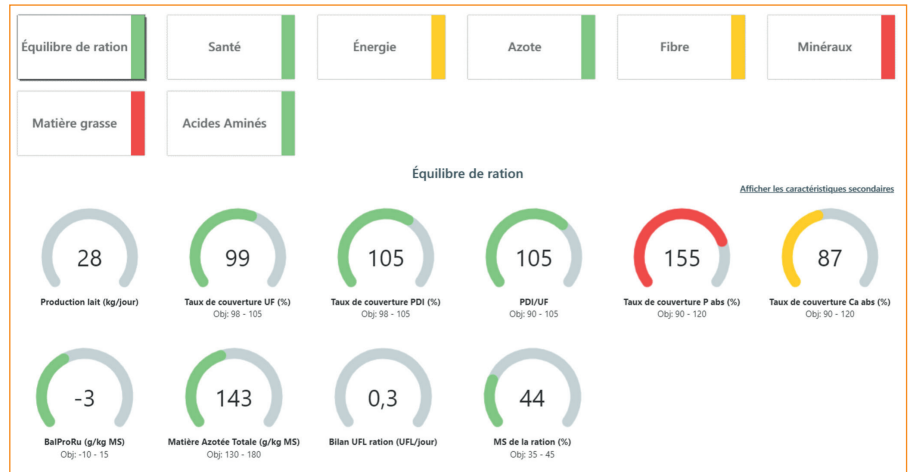 Équilibre de ration
Santé
Énergie
Azote
Fibre
Minéraux
Matière grasse
Acides Aminés
Équilibre de ration
Afficher les caractéristiques secondaires
28
99
105
105
155
87
Production lait (kg/jour)
Taux de couverture UF (%)
Taux de couverture PDI (%)
PDI/UF
Taux de couverture P abs (%)
Taux de couverture Ca abs (%)
Obj: 98 - 105
Obj: 98 - 105
Obj: 90 - 105
Obj: 90 - 120
Obj: 90 - 120
-3
143
0,3
44
BalProRu (g/kg MS)
Matière Azotée Totale (g/kg MS)
Bilan UFL ration (UFL/jour)
MS de la ration (%)
Obj: -10 - 15
Obj: 130 - 180
Obj: 35 - 45